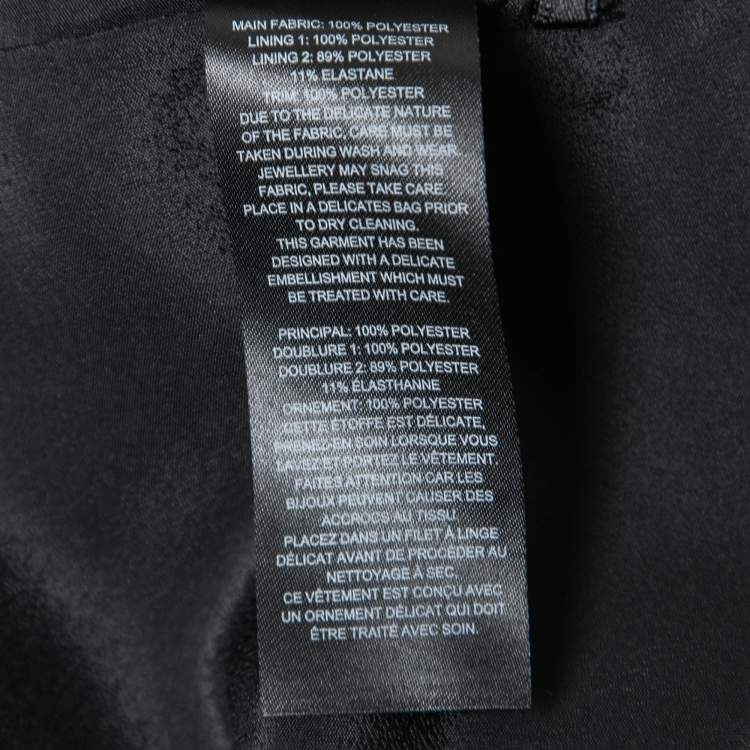 MAIN FABRIC: 100% POLYESTER
LINING 1: 100% POLYESTER
LINING 2: 89% POLYESTER
11% ELASTANE
TRIM 100% POLYESTER
DUE TO THE DELICATE NATURE
OF THE FABRIC, CARE MUST BE
TAKEN DURING WASH AND WEAR.
JEWELLERY MAY SNAG THIS
FABRIC, PLEASE TAKE CARE.
PLACE IN A DELICATES BAG PRIOR
TO DRY CLEANING.
THIS GARMENT HAS BEEN
DESIGNED WITH A DELICATE
EMBELLISHMENT WHICH MUST
BE TREATED WITH CARE.
PRINCIPAL: 100% POLYESTER
DOUBLURE 1: 100% POLYESTER
DOUBLURE 2: 89% POLYESTER
11% ÉLASTHANNE
ORNEMENT: 100% POLYESTER
CETTE ÉTOFFE EST DÉLICATE,
PRENEZ-EN SOIN LORSQUE VOUS
LAVEZ ET PORTEZ LE VÊTEMENT.
FAITES ATTENTION CAR LES
BIJOUX PEUVENT CAUSER DES
ACCROCS AU TISSU.
PLACEZ DANS UN FILET À LINGE
DÉLICAT AVANT DE PROCÉDER AU
NETTOYAGE À SEC.
CE VÊTEMENT EST CONÇU AVEC
UN ORNEMENT DÉLICAT QUI DOIT
ÊTRE TRAITÉ AVEC SOIN.